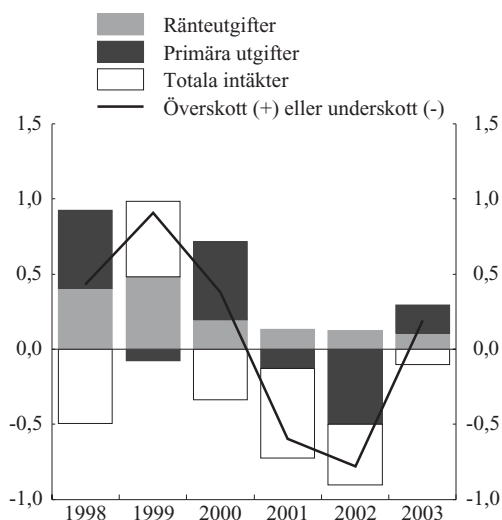 Ränteutgifter
Primära utgifter
Totala intäkter
Överskott (+) eller underskott (-)
1,5 1,5
1,0 1,0
0,5 0,5
0,0 0,0
-0,5 -0,5
-1,0 -1,0
1998 1999 2000 2001 2002 2003